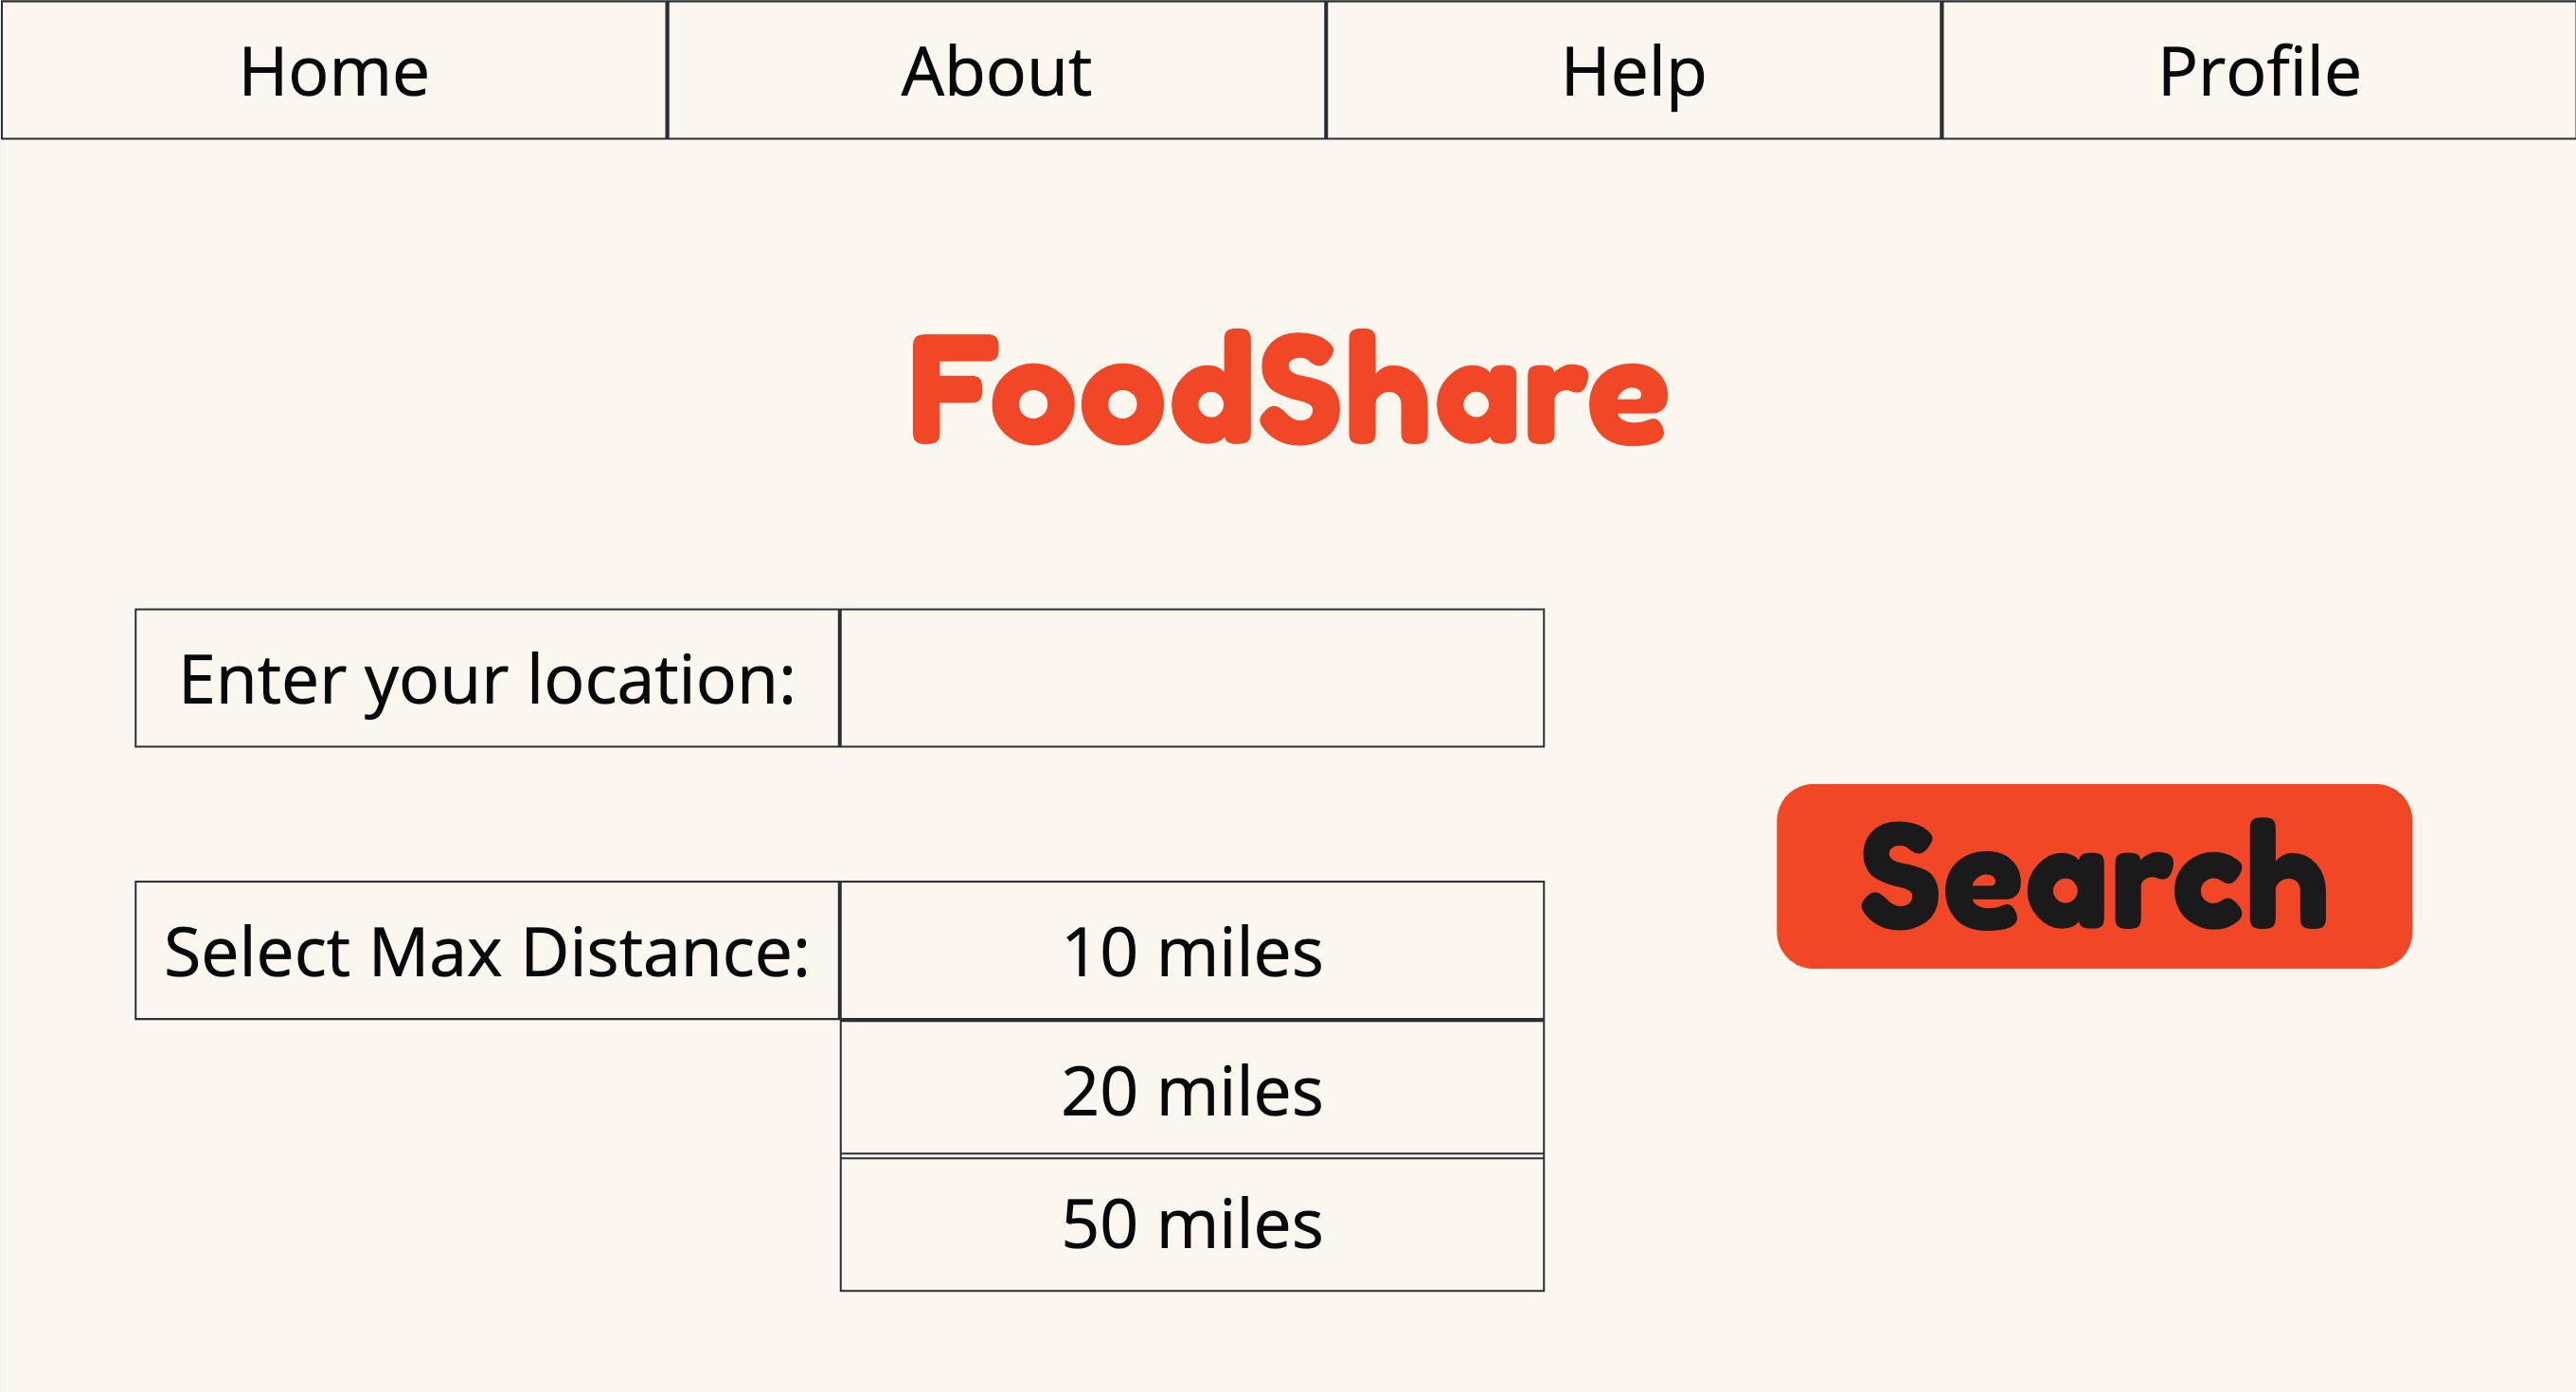 Home About Help Profile
FoodShare
Enter your location:
Search
Select Max Distance: 10 miles
20 miles
50 miles